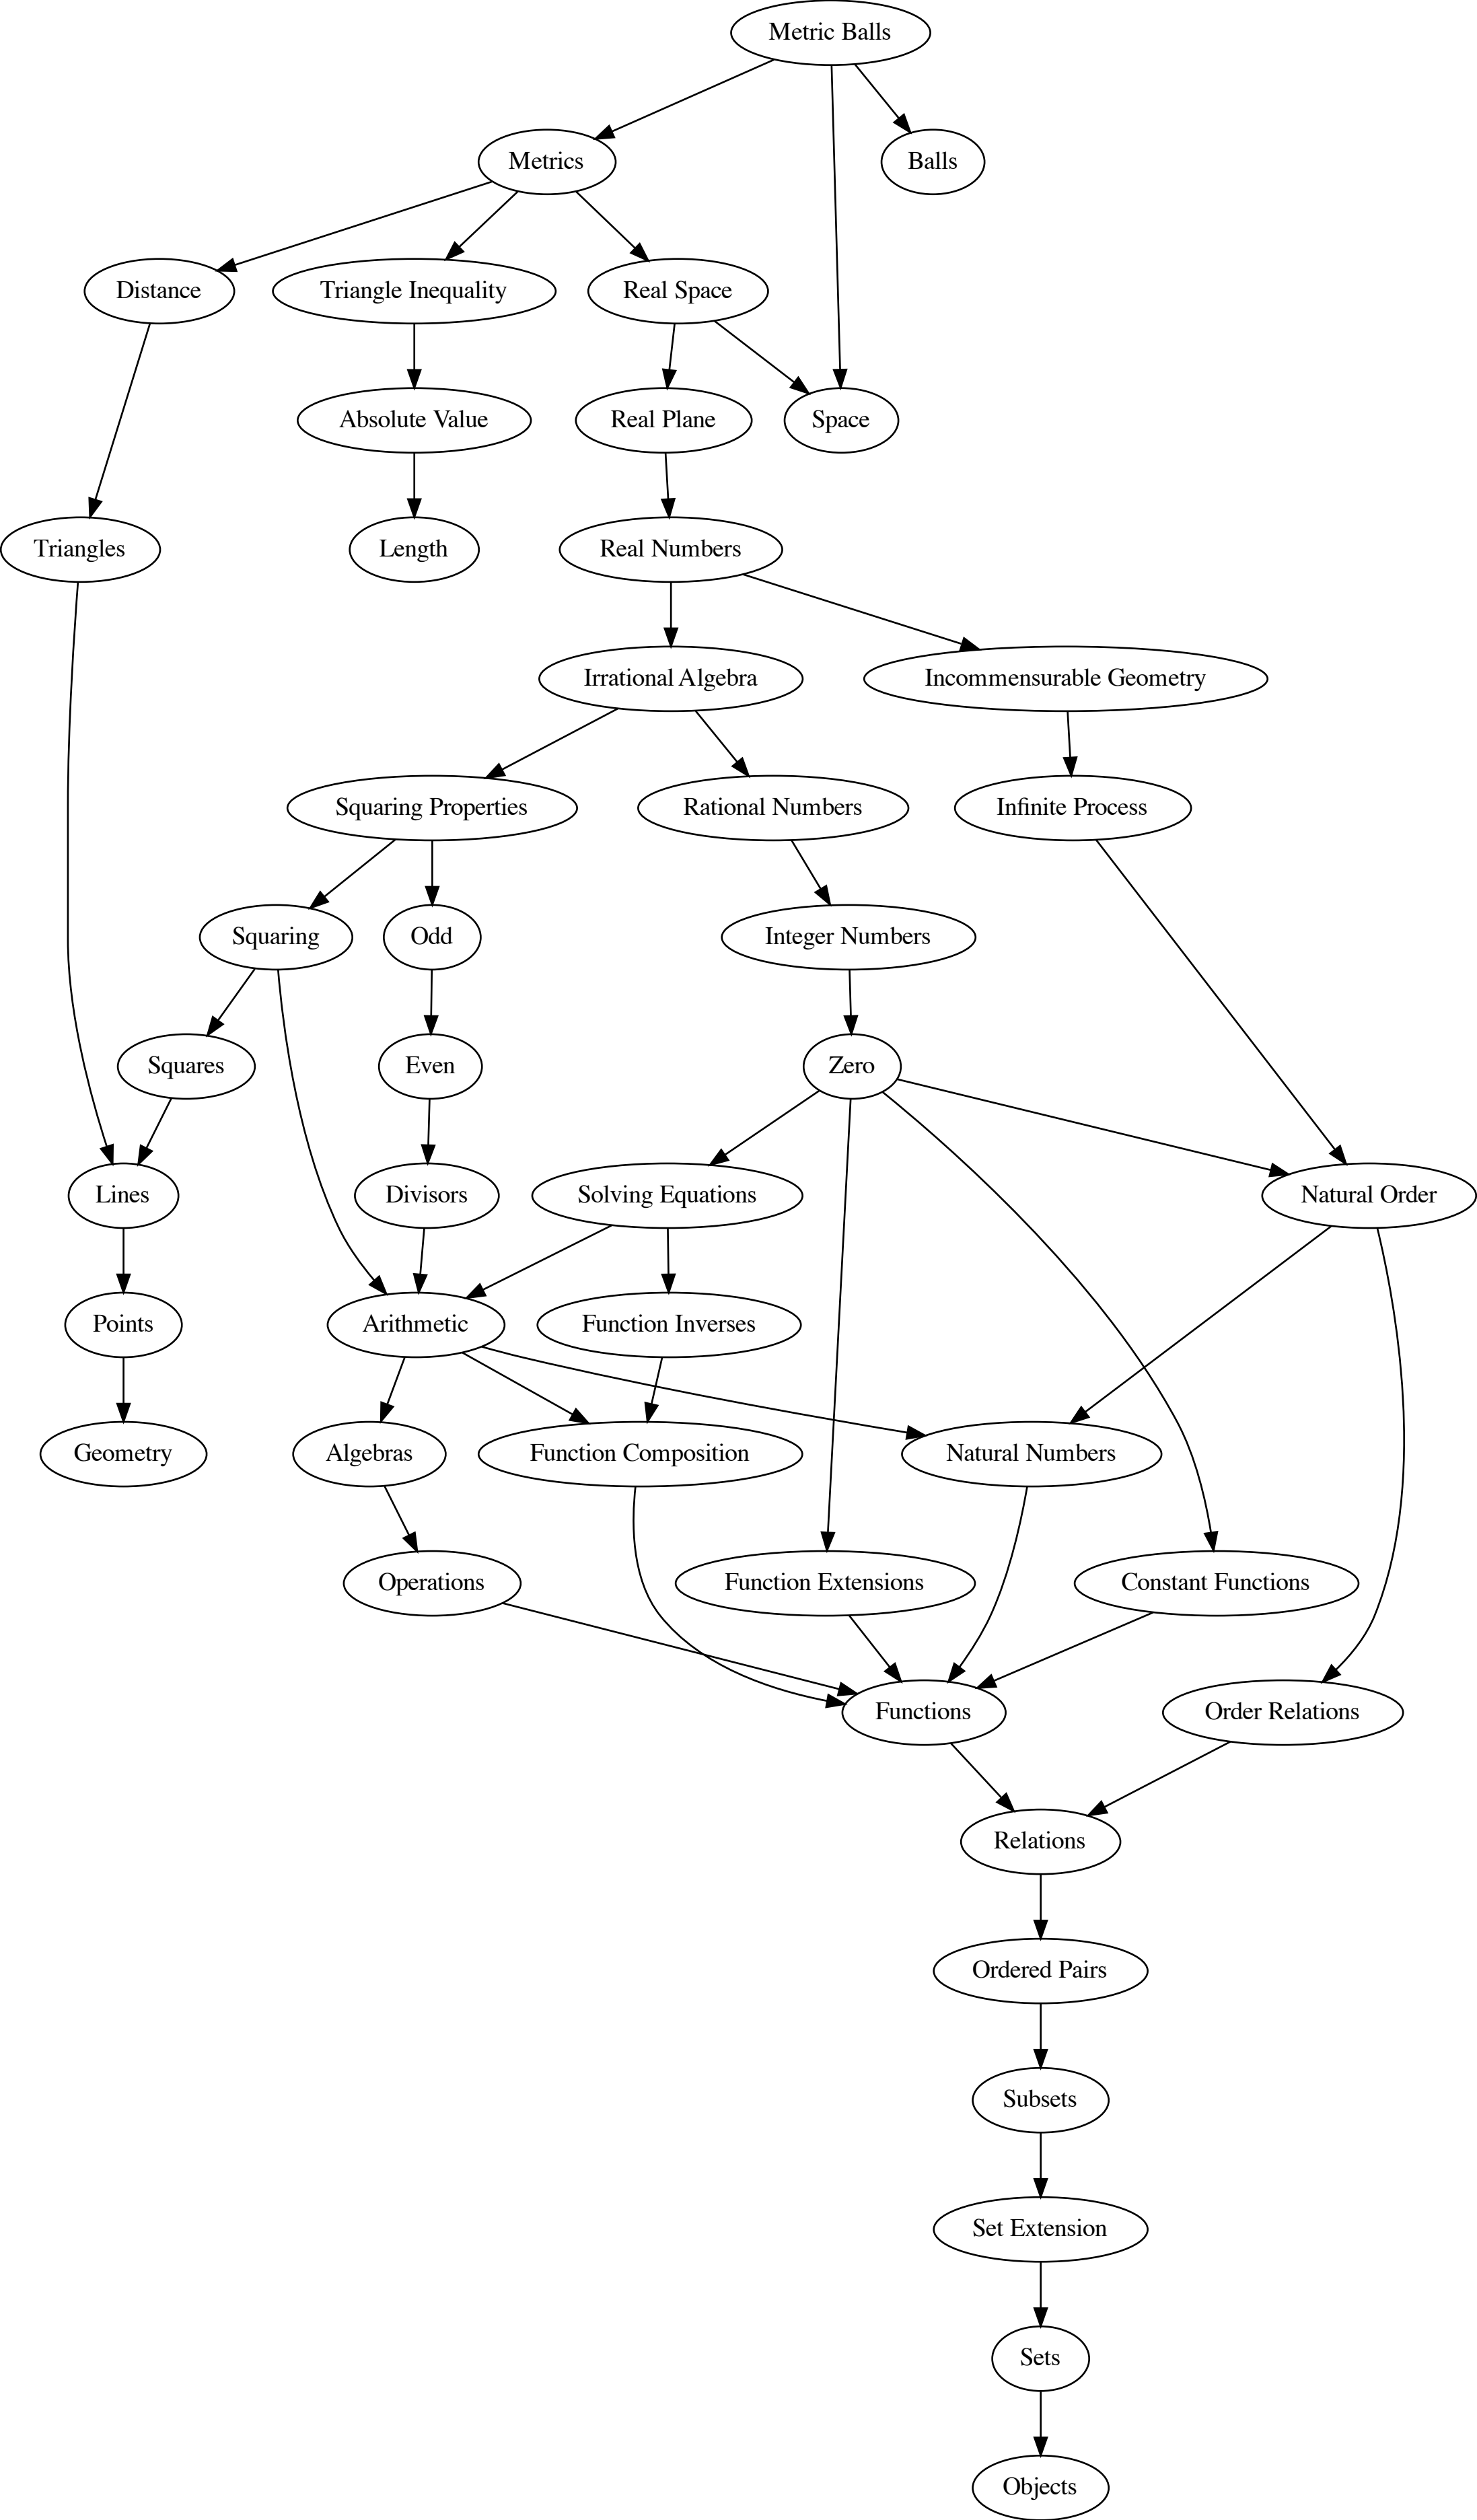 Metric Balls
Metrics
Balls
Distance
Triangle Inequality
Real Space
Absolute Value
Real Plane
Space
Triangles
Length
Real Numbers
Irrational Algebra
Incommensurable Geometry
Squaring Properties
Rational Numbers
Infinite Process
Squaring
Odd
Integer Numbers
Squares
Even
Zero
Lines
Divisors
Solving Equations
Natural Order
Points
Arithmetic
Function Inverses
Geometry
Algebras
Function Composition
Natural Numbers
Operations
Function Extensions
Constant Functions
Functions
Order Relations
Relations
Ordered Pairs
Subsets
Set Extension
Sets
Objects